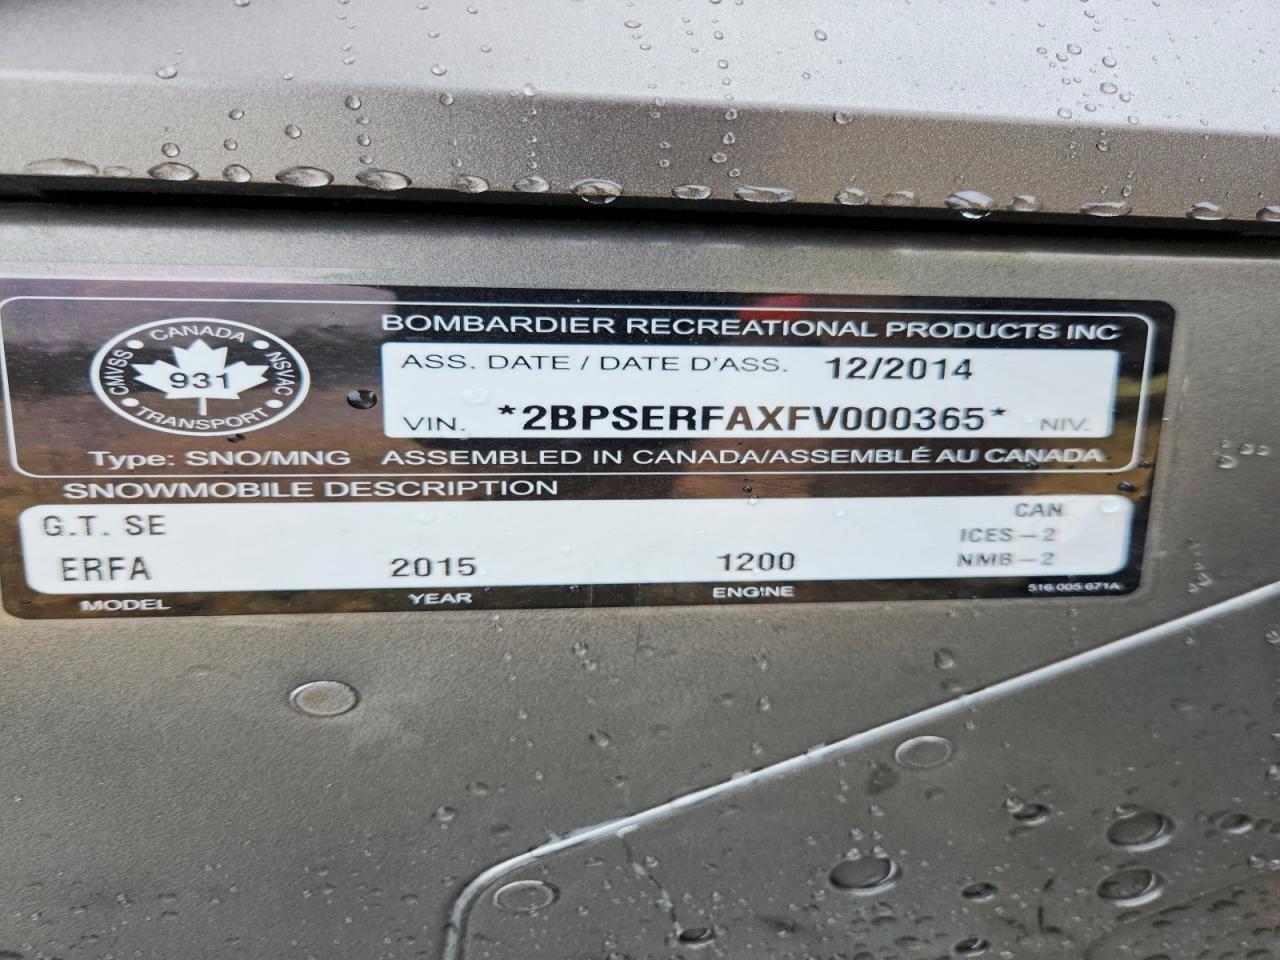 CANADA
CMVSS 931 NSVAC
TRANSPORT
BOMBARDIER RECREATIONAL PRODUCTS INC
ASS. DATE / DATE D'ASS. 12/2014
VIN. *2BPSERFAXFV000365* NIV.
Type: SNO/MNG ASSEMBLED IN CANADA/ASSEMBLÉ AU CANADA
SNOWMOBILE DESCRIPTION
G.T. SE CAN
ICES-2
ERFA 2015 1200 NMB-2
MODEL YEAR ENGINE 516 005 671A